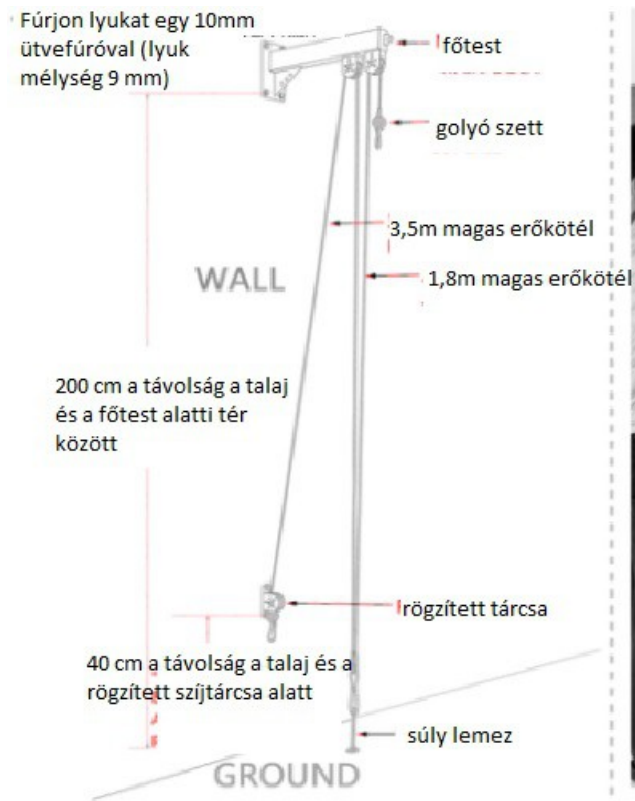 Fúrjon lyukat egy 10mm
ütvefúróval (lyuk
mélység 9 mm)
főtest
golyó szett
3,5m magas erőkötél
WALL
1,8m magas erőkötél
200 cm a távolság a talaj
és a főtest alatti tér
között
rögzített tárcsa
40 cm a távolság a talaj és a
rögzített szíjtárcsa alatt
súly lemez
GROUND